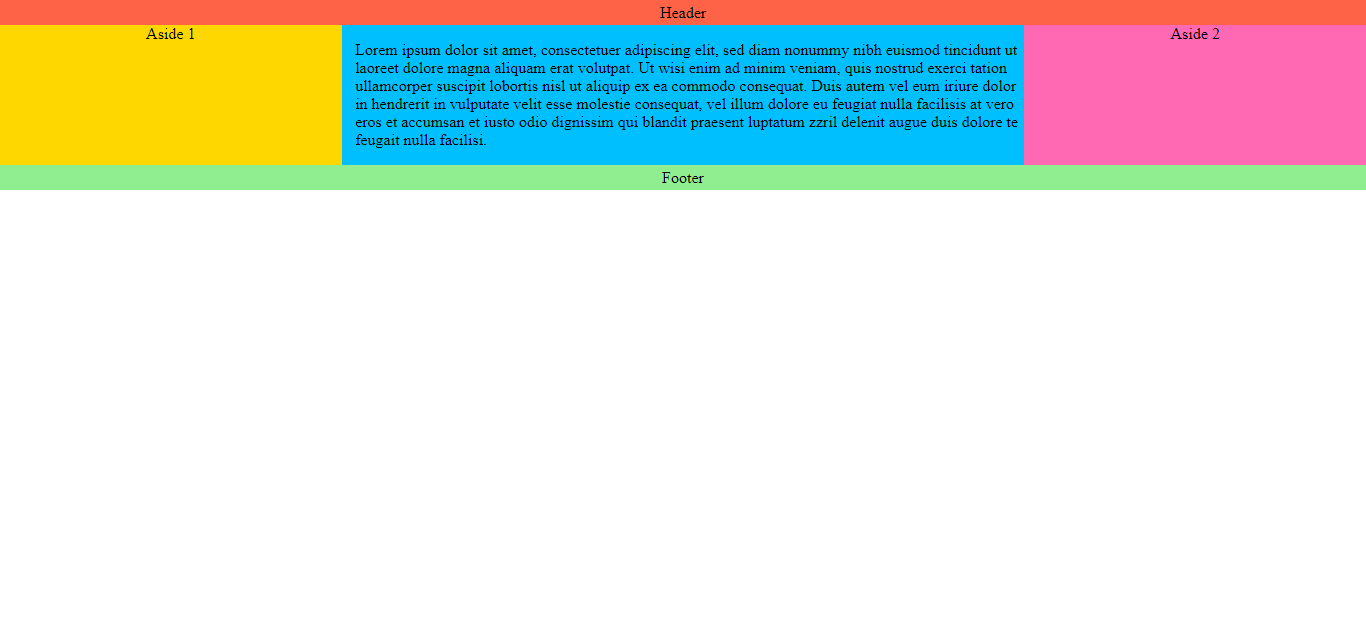 Header
Aside 1
Lorem ipsum dolor sit amet, consectetuer adipiscing elit, sed diam nonummy nibh euismod tincidunt ut
laoreet dolore magna aliquam erat volutpat. Ut wisi enim ad minim veniam, quis nostrud exerci tation
ullamcorper suscipit lobortis nisl ut aliquip ex ea commodo consequat. Duis autem vel eum iriure dolor
in hendrerit in vulputate velit esse molestie consequat, vel illum dolore eu feugiat nulla facilisis at vero
eros et accumsan et iusto odio dignissim qui blandit praesent luptatum zzril delenit augue duis dolore te
feugait nulla facilisi.
Aside 2
Footer